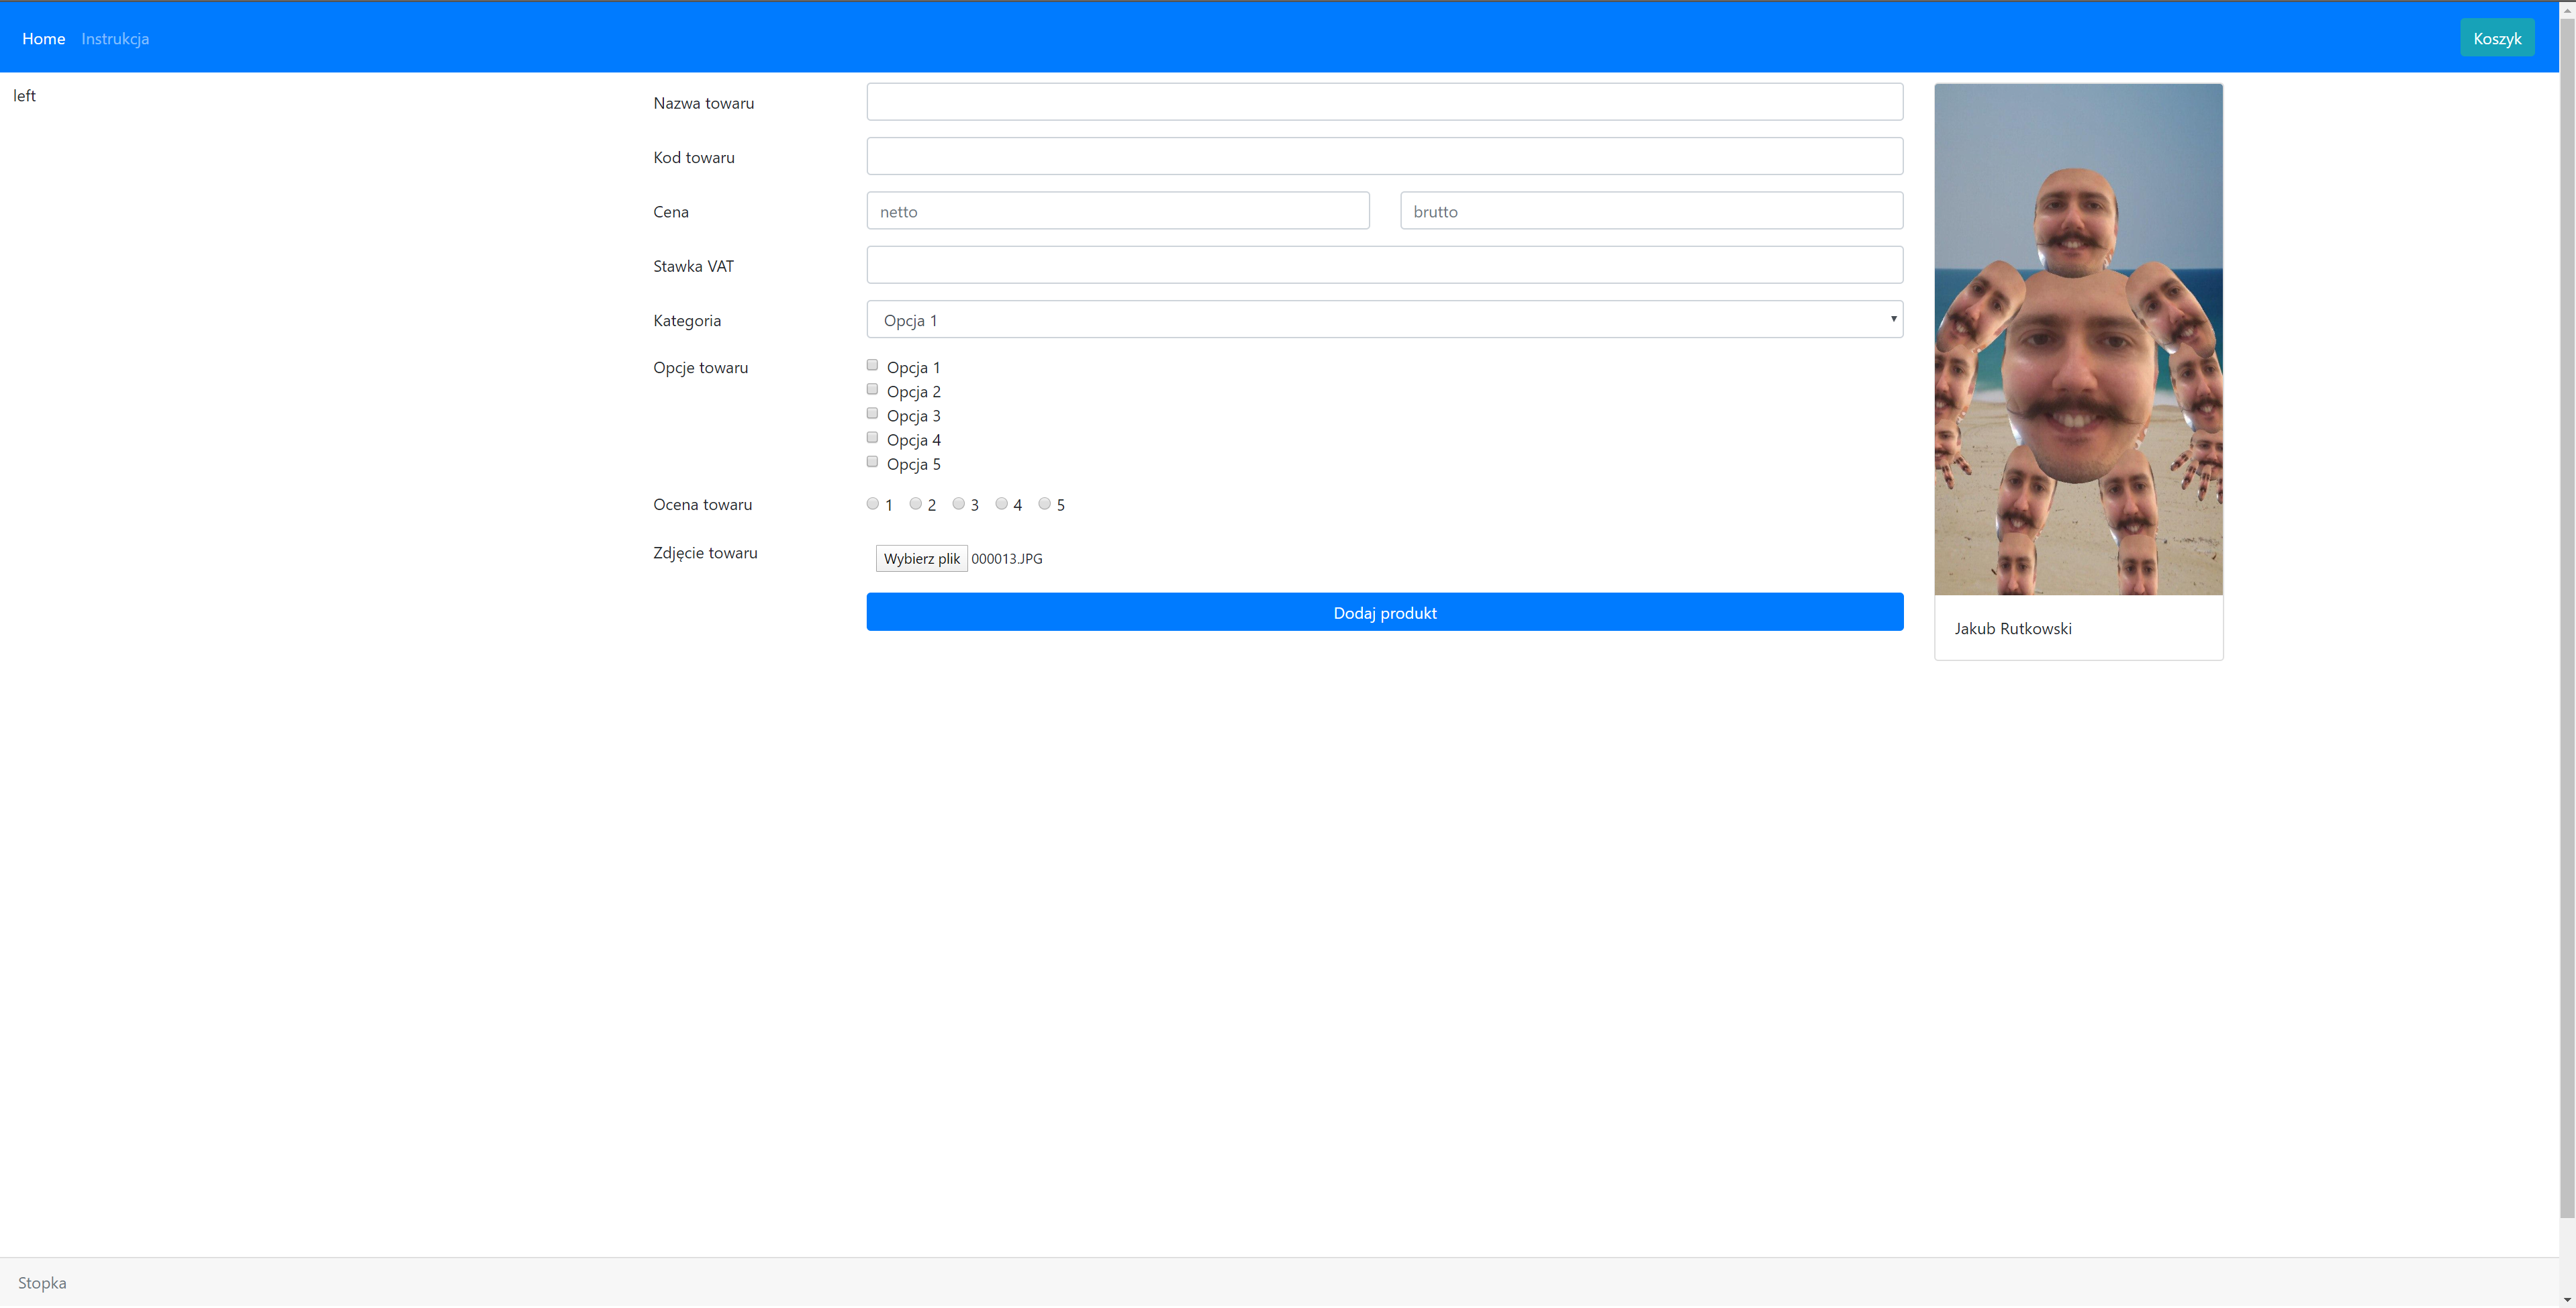 Home Instrukcja Koszyk
left
Nazwa towaru
Kod towaru
Cena netto brutto
Stawka VAT
Kategoria Opcja 1
Opcje towaru Opcja 1
Opcja 2
Opcja 3
Opcja 4
Opcja 5
Ocena towaru 1 2 3 4 5
Zdjęcie towaru Wybierz plik 000013.JPG
Dodaj produkt
Jakub Rutkowski
Stopka